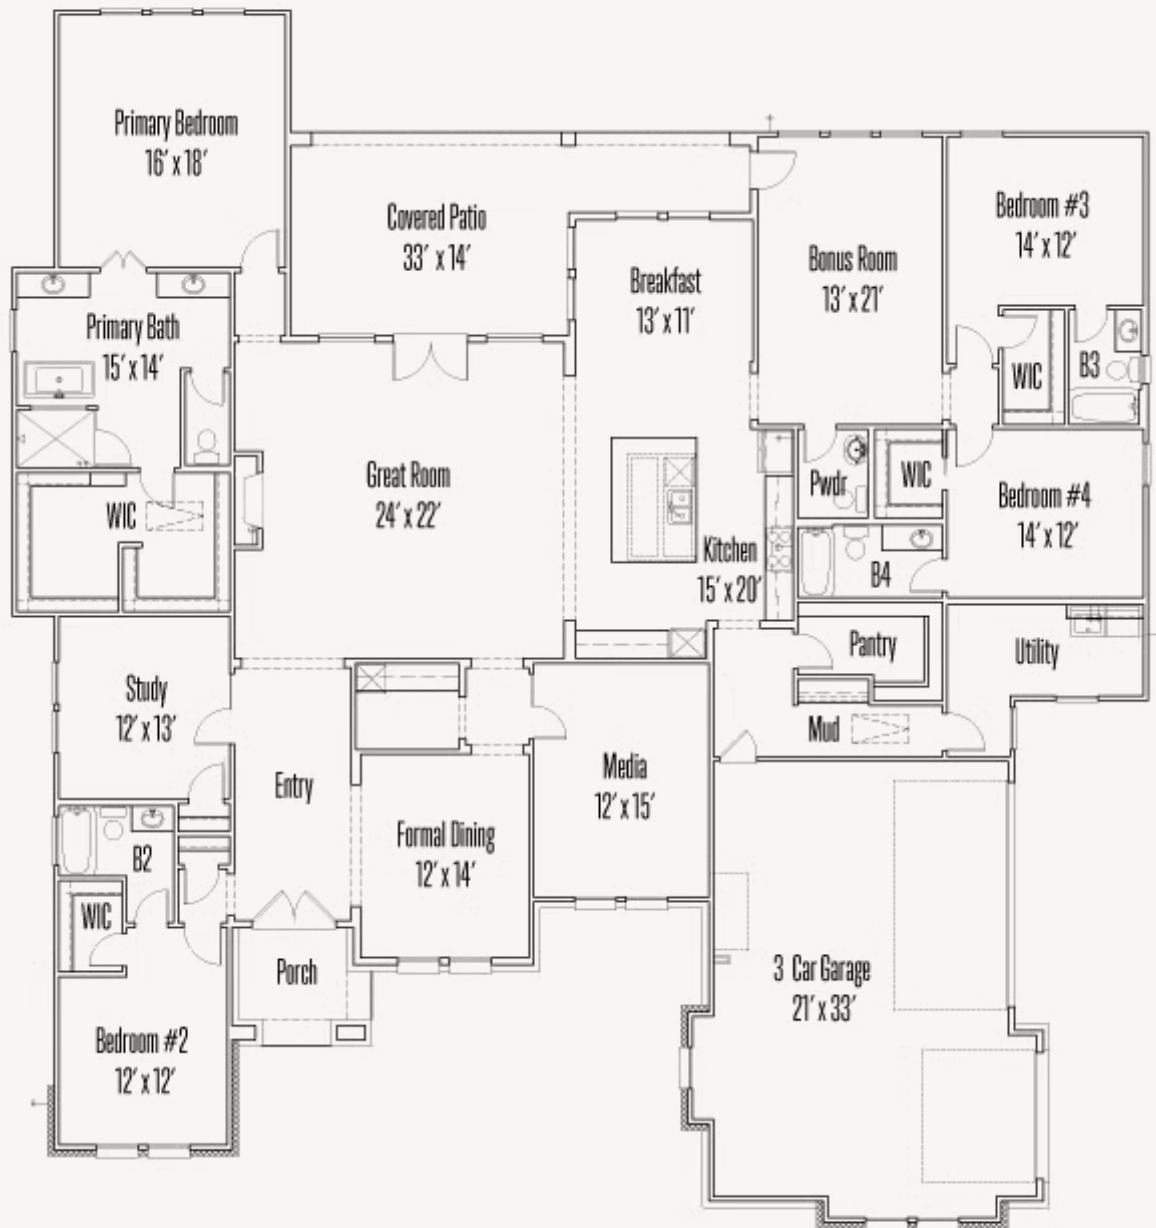 Primary Bedroom
16' x 18'
Covered Patio
33' x 14'
Breakfast
13' x 11'
Bonus Room
13' x 21'
Bedroom #3
14' x 12'
Primary Bath
15' x 14'
WIC
B3
Great Room
24' x 22'
WIC
Pwdr
WIC
Bedroom #4
14' x 12'
Kitchen
15' x 20'
B4
Study
12' x 13'
Pantry
Utility
Mud
Entry
Media
12' x 15'
Formal Dining
12' x 14'
B2
WIC
Porch
3 Car Garage
21' x 33'
Bedroom #2
12' x 12'